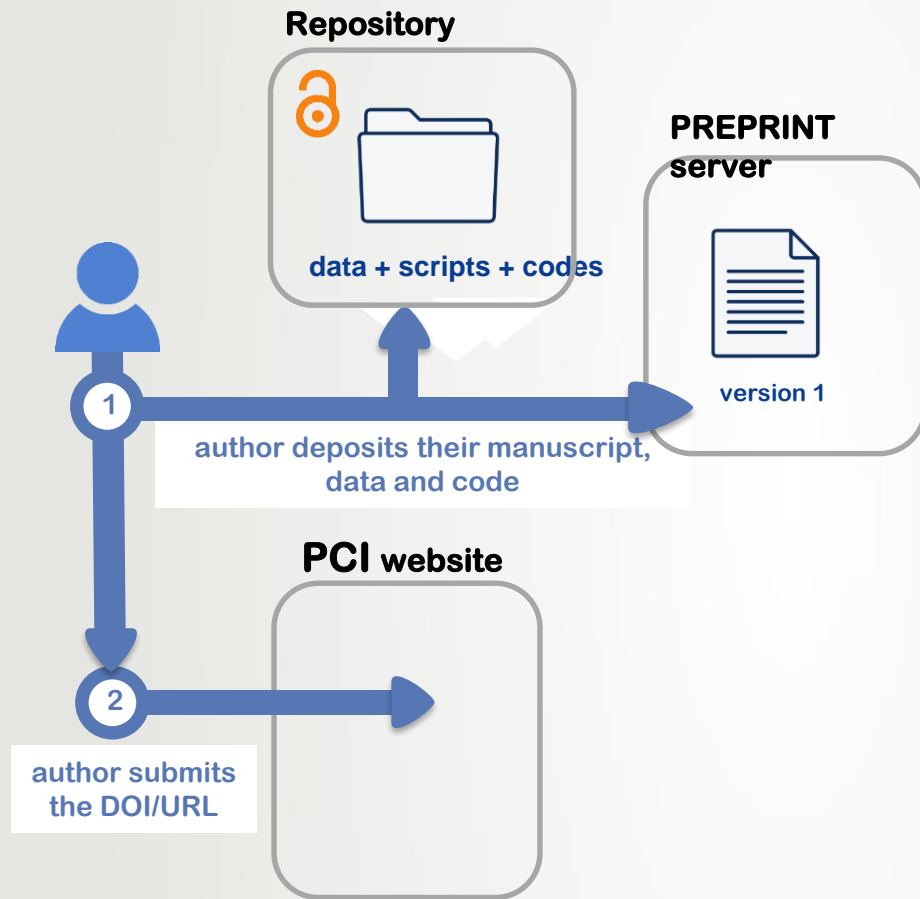 Repository
data + scripts + codes
PREPRINT
server
version 1
1
author deposits their manuscript,
data and code
PCI website
2
author submits
the DOI/URL